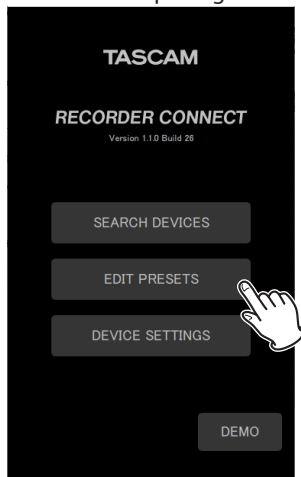 TASCAM
RECORDER CONNECT
Version 1.1.0 Build 26
SEARCH DEVICES
EDIT PRESETS
DEVICE SETTINGS
DEMO